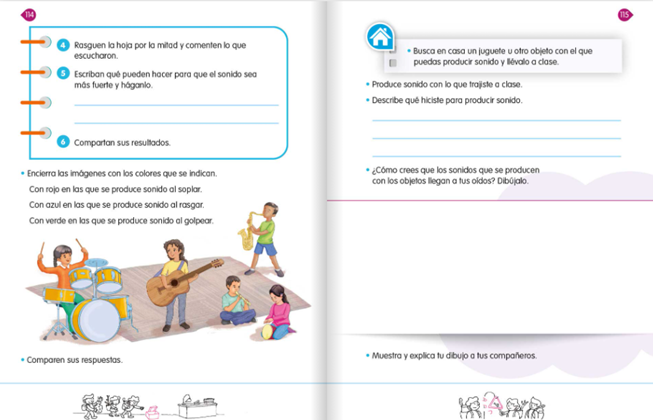 114
4 Rasguen la hoja por la mitad y comenten lo que
escucharon.
5 Escriban qué pueden hacer para que el sonido sea
más fuerte y háganlo.
6 Compartan sus resultados.
• Encierra las imágenes con los colores que se indican.
Con rojo en las que se produce sonido al soplar.
Con azul en las que se produce sonido al rasgar.
Con verde en las que se produce sonido al golpear.
• Comparen sus respuestas.
115
• Busca en casa un juguete u otro objeto con el que
puedas producir sonido y llévalo a clase.
• Produce sonido con lo que trajiste a clase.
• Describe qué hiciste para producir sonido.
• ¿Cómo crees que los sonidos que se producen
con los objetos llegan a tus oídos? Dibújalo.
• Muestra y explica tu dibujo a tus compañeros.